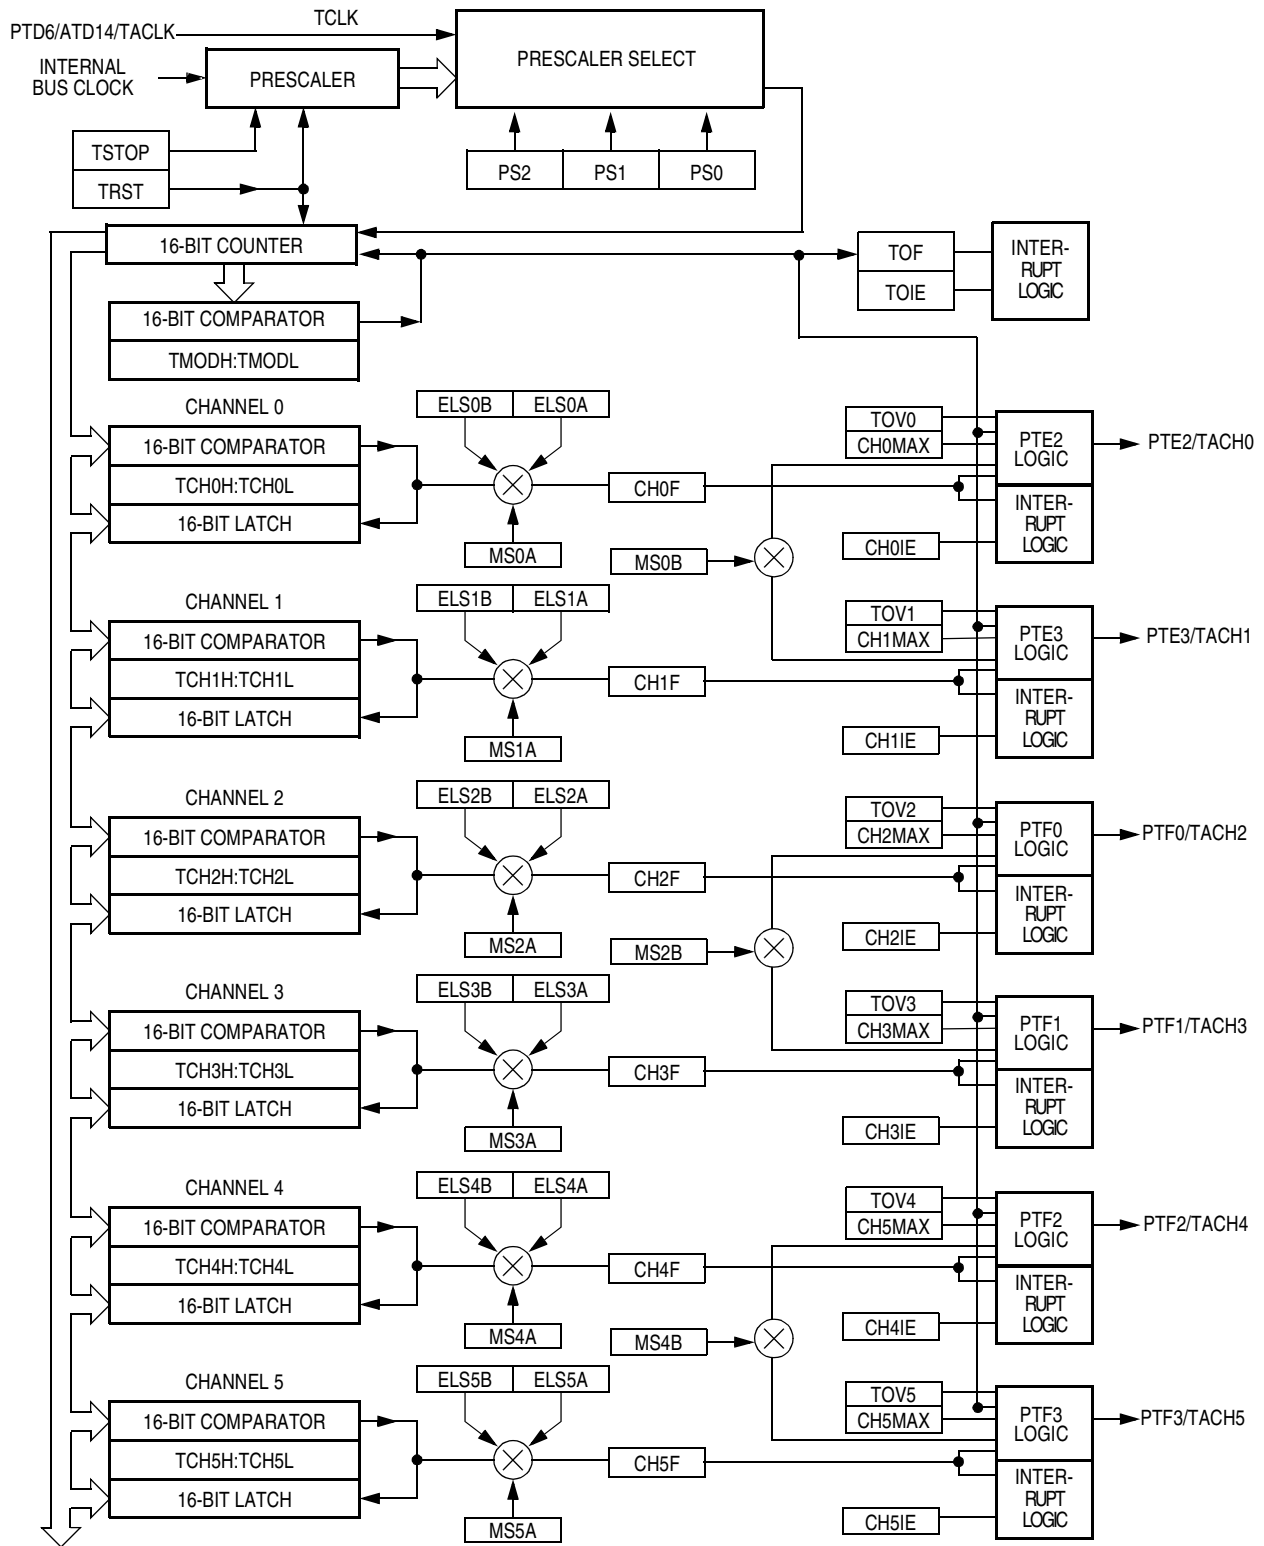 TCLK
PTD6/ATD14/TACLK
PRESCALER SELECT
INTERNAL
BUS CLOCK
PRESCALER
TSTOP
TRST
PS2
PS1
PS0
16-BIT COUNTER
TOF
TOIE
INTER-
RUPT
LOGIC
16-BIT COMPARATOR
TMODH:TMODL
CHANNEL 0
ELS0B
ELS0A
16-BIT COMPARATOR
TCH0H:TCH0L
16-BIT LATCH
MS0A
CH0F
MS0B
TOV0
CH0MAX
CH0IE
PTE2
LOGIC
INTER-
RUPT
LOGIC
PTE2/TACH0
CHANNEL 1
ELS1B
ELS1A
16-BIT COMPARATOR
TCH1H:TCH1L
16-BIT LATCH
MS1A
CH1F
TOV1
CH1MAX
CH1IE
PTE3
LOGIC
INTER-
RUPT
LOGIC
PTE3/TACH1
CHANNEL 2
ELS2B
ELS2A
16-BIT COMPARATOR
TCH2H:TCH2L
16-BIT LATCH
MS2A
CH2F
MS2B
TOV2
CH2MAX
CH2IE
PTF0
LOGIC
INTER-
RUPT
LOGIC
PTF0/TACH2
CHANNEL 3
ELS3B
ELS3A
16-BIT COMPARATOR
TCH3H:TCH3L
16-BIT LATCH
MS3A
CH3F
TOV3
CH3MAX
CH3IE
PTF1
LOGIC
INTER-
RUPT
LOGIC
PTF1/TACH3
CHANNEL 4
ELS4B
ELS4A
16-BIT COMPARATOR
TCH4H:TCH4L
16-BIT LATCH
MS4A
CH4F
MS4B
TOV4
CH5MAX
CH4IE
PTF2
LOGIC
INTER-
RUPT
LOGIC
PTF2/TACH4
CHANNEL 5
ELS5B
ELS5A
16-BIT COMPARATOR
TCH5H:TCH5L
16-BIT LATCH
MS5A
CH5F
TOV5
CH5MAX
CH5IE
PTF3
LOGIC
INTER-
RUPT
LOGIC
PTF3/TACH5